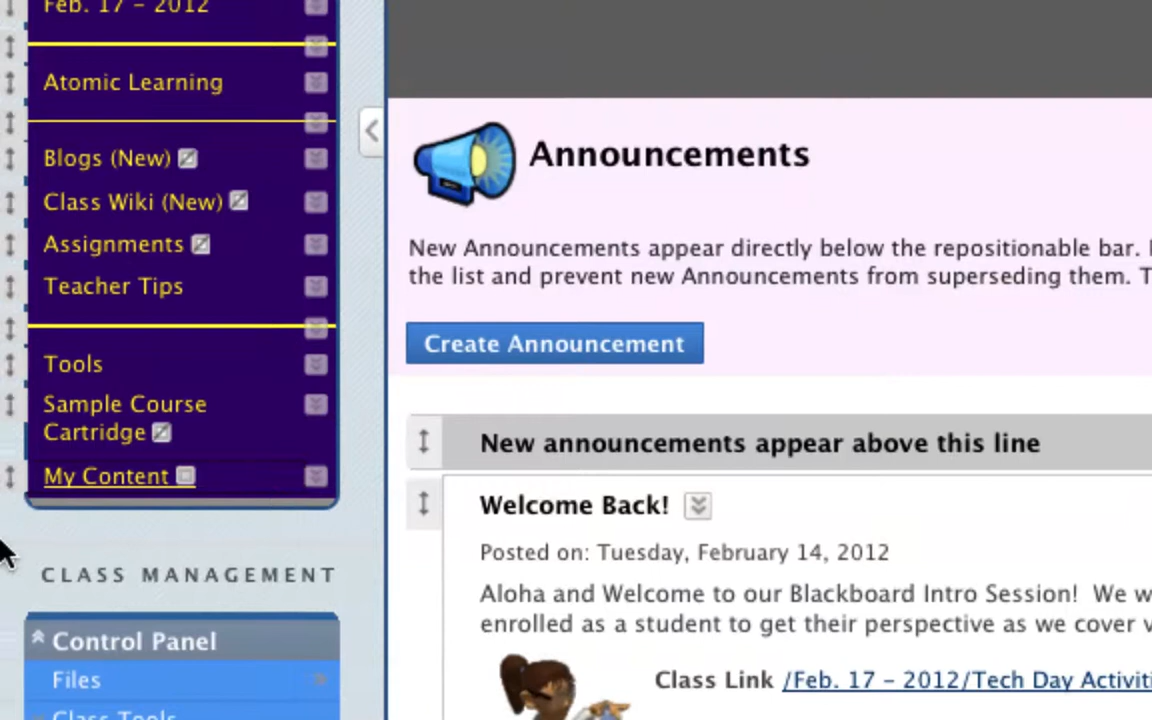 Feb. 17 - 2012
Atomic Learning
Blogs (New)
Class Wiki (New)
Assignments
Teacher Tips
Tools
Sample Course
Cartridge
My Content
CLASS MANAGEMENT
Control Panel
Files
Class Tools
Announcements
New Announcements appear directly below the repositionable bar.
the list and prevent new Announcements from superseding them. T
Create Announcement
New announcements appear above this line
Welcome Back!
Posted on: Tuesday, February 14, 2012
Aloha and Welcome to our Blackboard Intro Session! We w
enrolled as a student to get their perspective as we cover v
Class Link /Feb. 17 - 2012/Tech Day Activiti